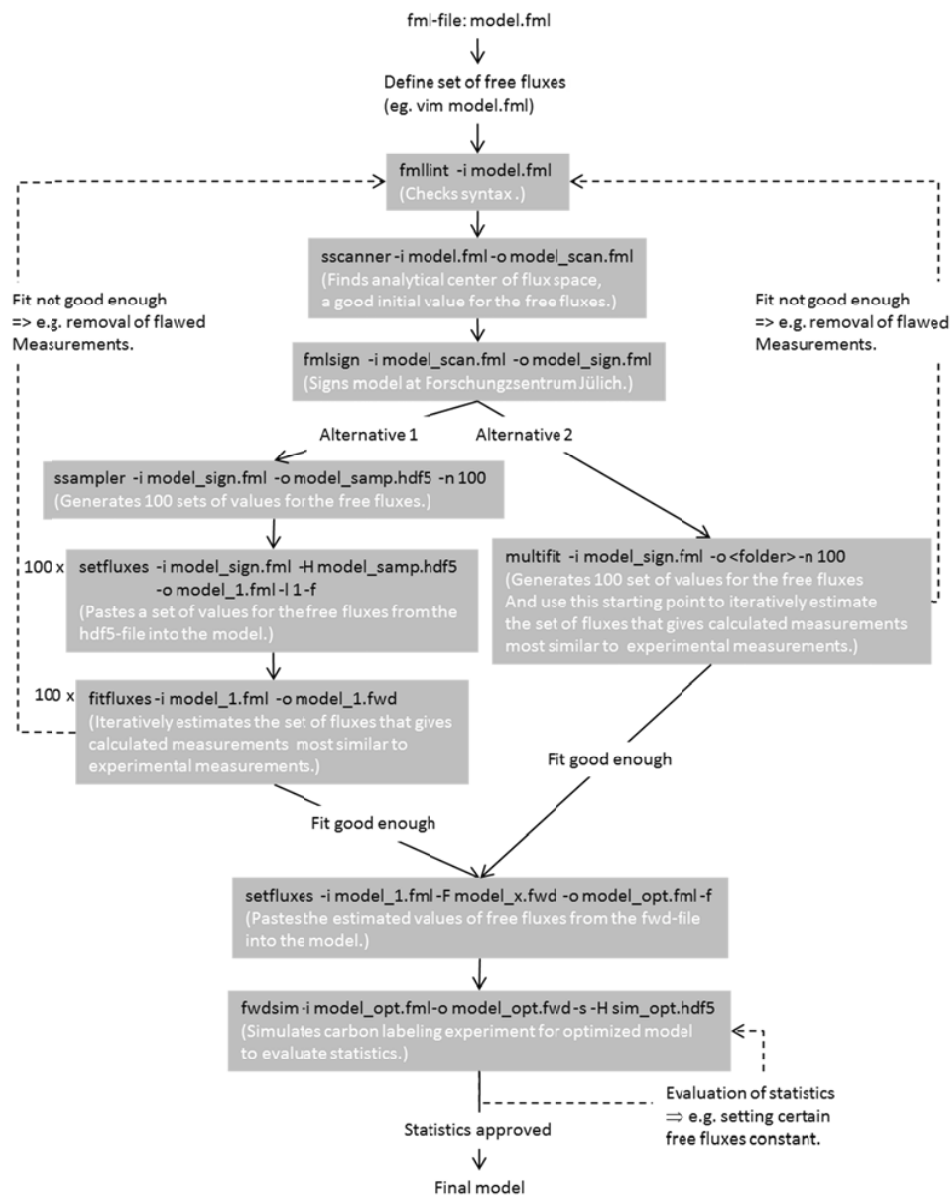 fml-file: model.fml
Define set of free fluxes
(eg. vim model.fml)
fmllint -i model.fml
(Checks syntax .)
sscanner -i model.fml -o model_scan.fml
(Finds analytical center of flux space,
a good initial value for the free fluxes.)
Fit not good enough
=> e.g. removal of flawed
Measurements.
Fit not good enough
=> e.g. removal of flawed
Measurements.
fmlsign -i model_scan.fml -o model_sign.fml
(Signs model at Forschungzsentrum Jülich.)
Alternative 1
Alternative 2
ssampler -i model_sign.fml -o model_samp.hdf5 -n 100
(Generates 100 sets of values for the free fluxes.)
100 x
setfluxes -i model_sign.fml -H model_samp.hdf5
-o model_1.fml -l 1 -f
(Pastes a set of values for the free fluxes from the
hdf5-file into the model.)
multifit -i model_sign.fml -o <folder> -n 100
(Generates 100 set of values for the free fluxes
And use this starting point to iteratively estimate
the set of fluxes that gives calculated measurements
most similar to experimental measurements.)
100 x
fitfluxes -i model_1.fml -o model_1.fwd
(Iteratively estimates the set of fluxes that gives
calculated measurements most similar to
experimental measurements.)
Fit good enough
Fit good enough
setfluxes -i model_1.fml -F model_x.fwd -o model_opt.fml -f
(Pastes the estimated values of free fluxes from the fwd-file
into the model.)
fwdsim -i model_opt.fml -o model_opt.fwd -s -H sim_opt.hdf5
(Simulates carbon labeling experiment for optimized model
to evaluate statistics.)
Evaluation of statistics
⇒ e.g. setting certain
free fluxes constant.
Statistics approved
Final model